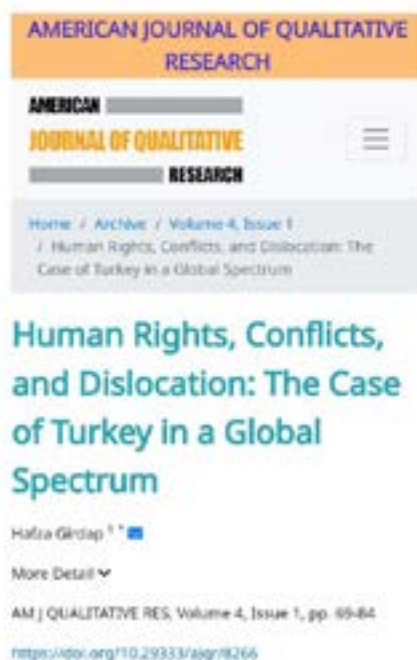 AMERICAN JOURNAL OF QUALITATIVE
RESEARCH
AMERICAN
JOURNAL OF QUALITATIVE
RESEARCH
Home / Archive / Volume 4, Issue 1
/ Human Rights, Conflicts, and Dislocation: The
Case of Turkey in a Global Spectrum
Human Rights, Conflicts,
and Dislocation: The Case
of Turkey in a Global
Spectrum
Hafza Girdap 1 *
More Detail
AM J QUALITATIVE RES, Volume 4, Issue 1, pp. 69-84
https://doi.org/10.29333/ajqr/8266